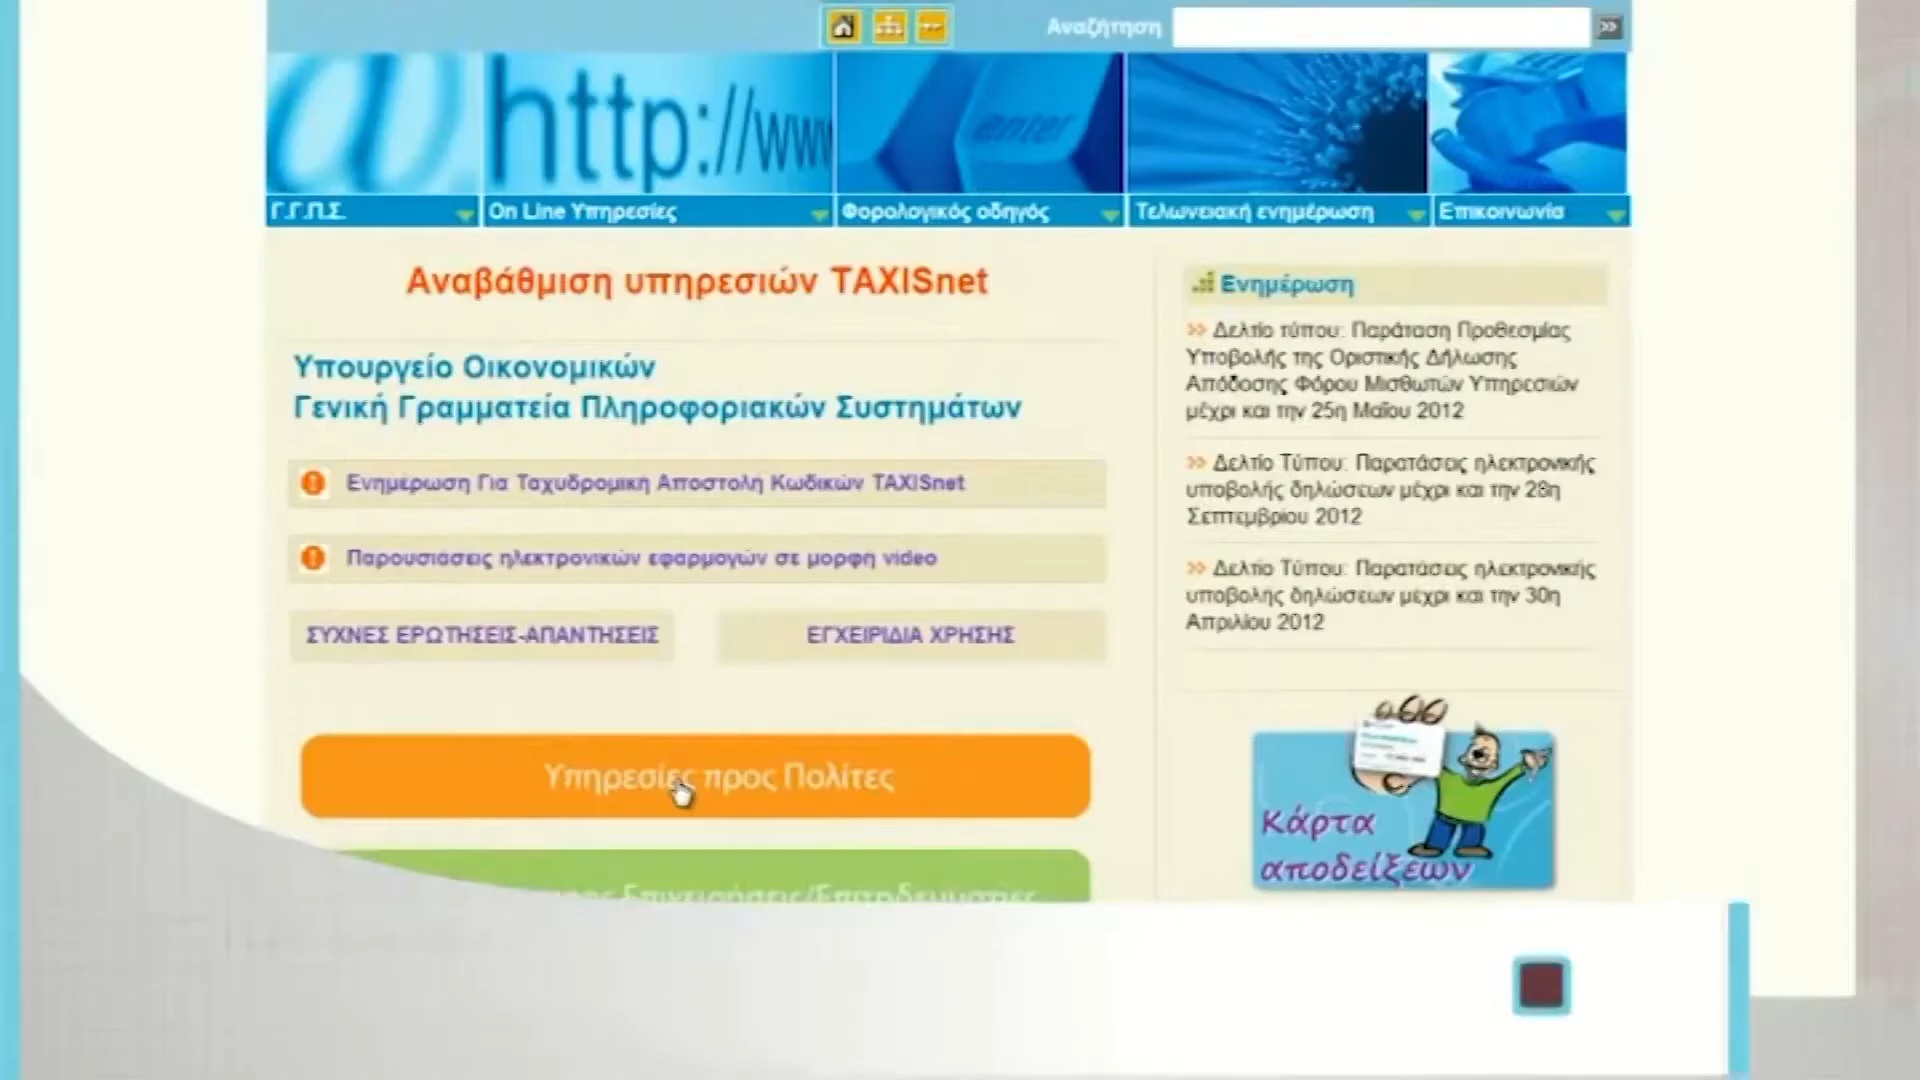 Αναζήτηση
@
http://www
enter
Γ.Γ.Π.Σ.
On Line Υπηρεσίες
Φορολογικός οδηγός
Τελωνειακή ενημέρωση
Επικοινωνία
Αναβάθμιση υπηρεσιών TAXISnet
Υπουργείο Οικονομικών
Γενική Γραμματεία Πληροφοριακών Συστημάτων
Ενημέρωση Για Ταχυδρομική Αποστολή Κωδικών TAXISnet
Παρουσιάσεις ηλεκτρονικών εφαρμογών σε μορφή video
ΣΥΧΝΕΣ ΕΡΩΤΗΣΕΙΣ-ΑΠΑΝΤΗΣΕΙΣ
ΕΓΧΕΙΡΙΔΙΑ ΧΡΗΣΗΣ
Υπηρεσίες προς Πολίτες
Επιχειρήσεις/Επιτηδευματίες
Ενημέρωση
Δελτίο τύπου: Παράταση Προθεσμίας
Υποβολής της Οριστικής Δήλωσης
Απόδοσης Φόρου Μισθωτών Υπηρεσιών
μέχρι και την 25η Μαΐου 2012
Δελτίο Τύπου: Παρατάσεις ηλεκτρονικής
υποβολής δηλώσεων μέχρι και την 28η
Σεπτεμβρίου 2012
Δελτίο Τύπου: Παρατάσεις ηλεκτρονικής
υποβολής δηλώσεων μέχρι και την 30η
Απριλίου 2012
Κάρτα
αποδείξεων